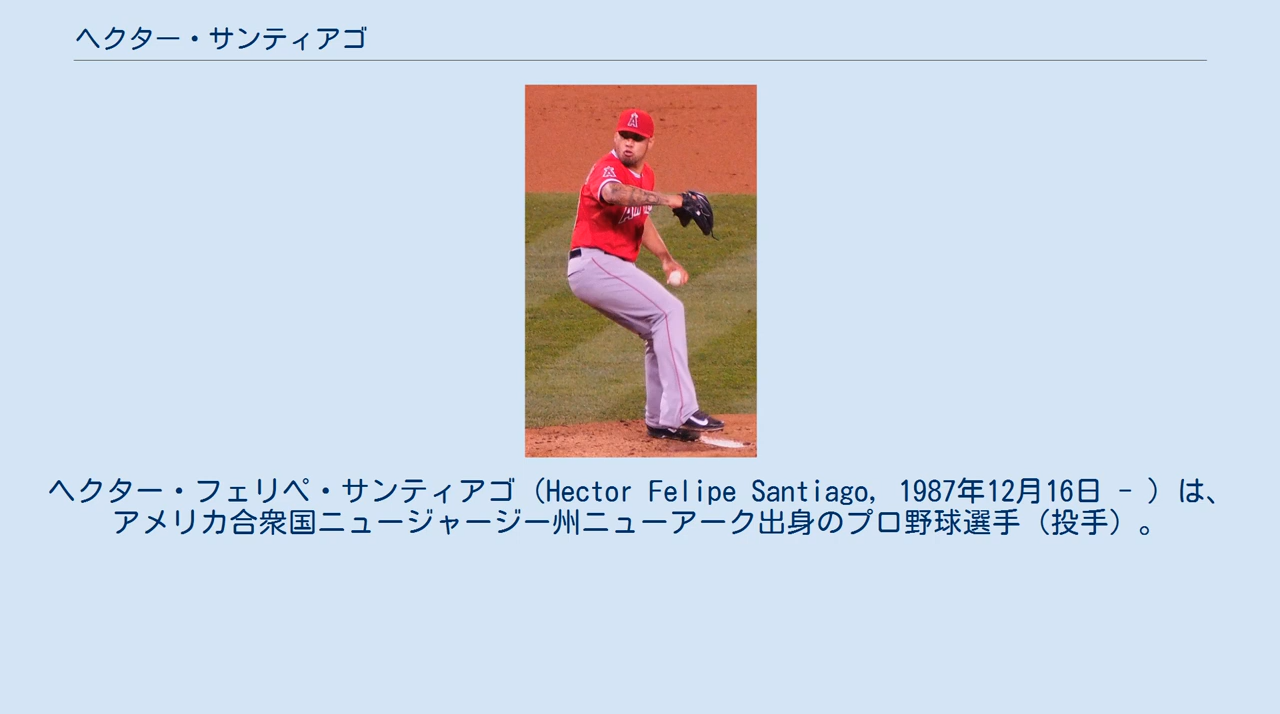 ヘクター・サンティアゴ
ヘクター・フェリペ・サンティアゴ（Hector Felipe Santiago, 1987年12月16日 - ）は、
アメリカ合衆国ニュージャージー州ニューアーク出身のプロ野球選手（投手）。